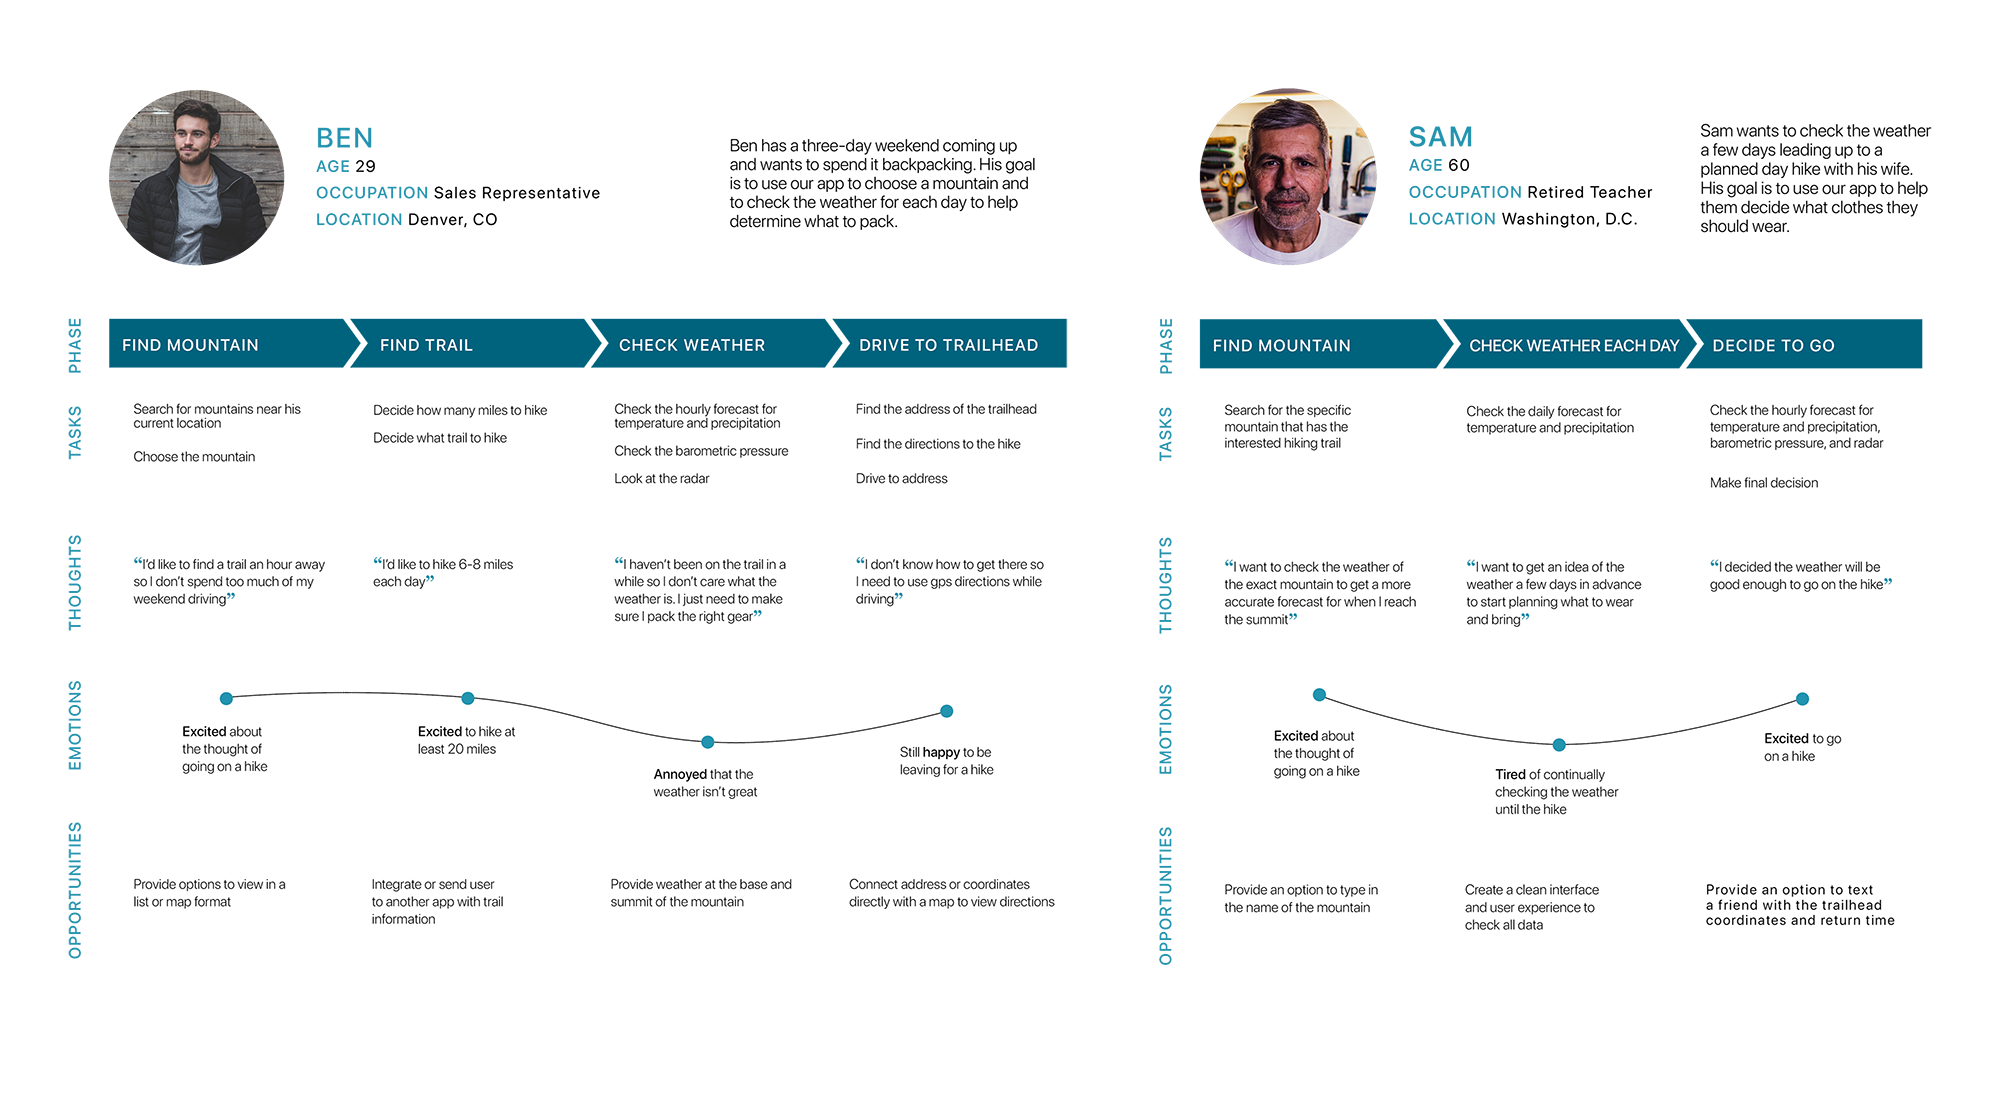 BEN
AGE 29
OCCUPATION Sales Representative
LOCATION Denver, CO
Ben has a three-day weekend coming up
and wants to spend it backpacking. His goal
is to use our app to choose a mountain and
to check the weather for each day to help
determine what to pack.
PHASE
FIND MOUNTAIN
FIND TRAIL
CHECK WEATHER
DRIVE TO TRAILHEAD
TASKS
Search for mountains near his
current location
Choose the mountain
Decide how many miles to hike
Decide what trail to hike
Check the hourly forecast for
temperature and precipitation
Check the barometric pressure
Look at the radar
Find the address of the trailhead
Find the directions to the hike
Drive to address
THOUGHTS
“I’d like to find a trail an hour away
so I don’t spend too much of my
weekend driving”
“I’d like to hike 6-8 miles
each day”
“I haven’t been on the trail in a
while so I don’t care what the
weather is. I just need to make
sure I pack the right gear”
“I don’t know how to get there so
I need to use gps directions while
driving”
EMOTIONS
Excited about
the thought of
going on a hike
Excited to hike at
least 20 miles
Annoyed that the
weather isn’t great
Still happy to be
leaving for a hike
OPPORTUNITIES
Provide options to view in a
list or map format
Integrate or send user
to another app with trail
information
Provide weather at the base and
summit of the mountain
Connect address or coordinates
directly with a map to view directions
SAM
AGE 60
OCCUPATION Retired Teacher
LOCATION Washington, D.C.
Sam wants to check the weather
a few days leading up to a
planned day hike with his wife.
His goal is to use our app to help
them decide what clothes they
should wear.
PHASE
FIND MOUNTAIN
CHECK WEATHER EACH DAY
DECIDE TO GO
TASKS
Search for the specific
mountain that has the
interested hiking trail
Check the daily forecast for
temperature and precipitation
Check the hourly forecast for
temperature and precipitation,
barometric pressure, and radar
Make final decision
THOUGHTS
“I want to check the weather of
the exact mountain to get a more
accurate forecast for when I reach
the summit”
“I want to get an idea of the
weather a few days in advance
to start planning what to wear
and bring”
“I decided the weather will be
good enough to go on the hike”
EMOTIONS
Excited about
the thought of
going on a hike
Tired of continually
checking the weather
until the hike
Excited to go
on a hike
OPPORTUNITIES
Provide an option to type in
the name of the mountain
Create a clean interface
and user experience to
check all data
Provide an option to text
a friend with the trailhead
coordinates and return time